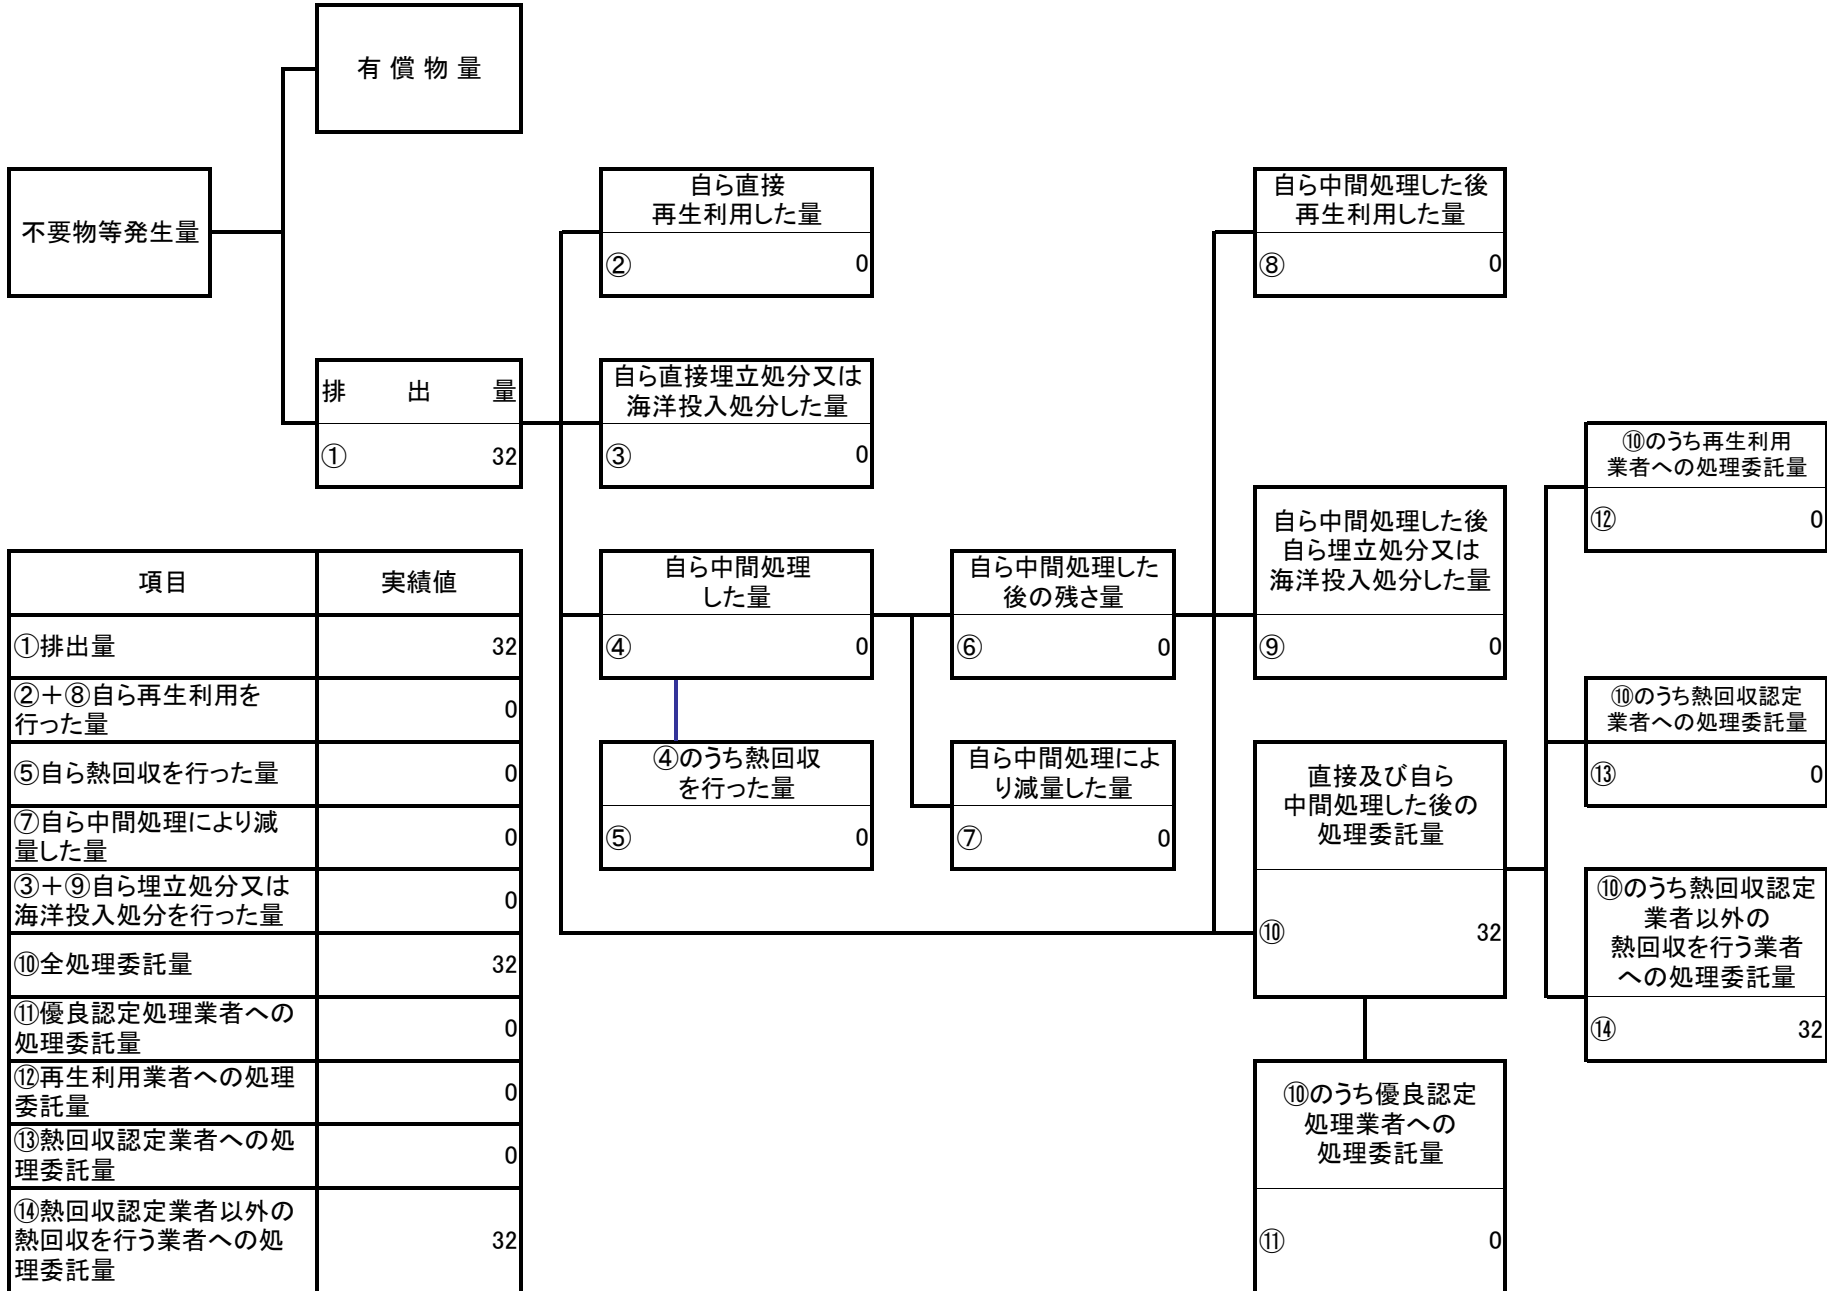 有償物量
不要物等発生量
排出量
① 32
自ら直接
再生利用した量
② 0
自ら直接埋立処分又は
海洋投入処分した量
③ 0
自ら中間処理
した量
④ 0
④のうち熱回収
を行った量
⑤ 0
自ら中間処理した
後の残さ量
⑥ 0
自ら中間処理によ
り減量した量
⑦ 0
自ら中間処理した後
再生利用した量
⑧ 0
自ら中間処理した後
自ら埋立処分又は
海洋投入処分した量
⑨ 0
直接及び自ら
中間処理した後の
処理委託量
⑩ 32
⑩のうち優良認定
処理業者への
処理委託量
⑪ 0
⑩のうち再生利用
業者への処理委託量
⑫ 0
⑩のうち熱回収認定
業者への処理委託量
⑬ 0
⑩のうち熱回収認定
業者以外の
熱回収を行う業者
への処理委託量
⑭ 32
項目 実績値
①排出量 32
②＋⑧自ら再生利用を
行った量 0
⑤自ら熱回収を行った量 0
⑦自ら中間処理により減
量した量 0
③＋⑨自ら埋立処分又は
海洋投入処分を行った量 0
⑩全処理委託量 32
⑪優良認定処理業者への
処理委託量 0
⑫再生利用業者への処理
委託量 0
⑬熱回収認定業者への処
理委託量 0
⑭熱回収認定業者以外の
熱回収を行う業者への処
理委託量 32